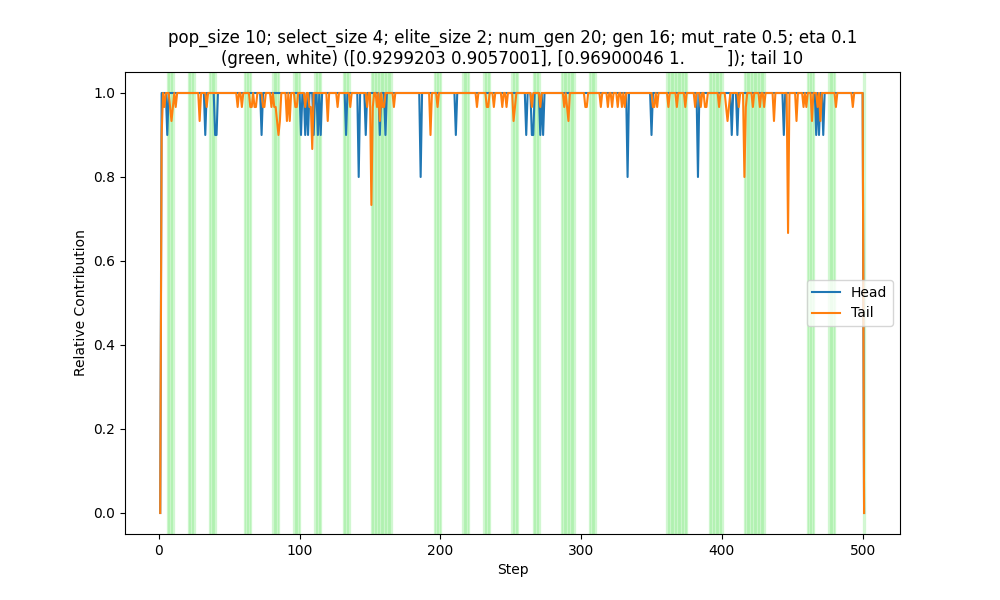 pop_size 10; select_size 4; elite_size 2; num_gen 20; gen 16; mut_rate 0.5; eta 0.1
(green, white) ([0.9299203 0.9057001], [0.96900046 1.        ]); tail 10
1.0
0.8
0.6
0.4
0.2
0.0
Relative Contribution
Head
Tail
0
100
200
300
400
500
Step